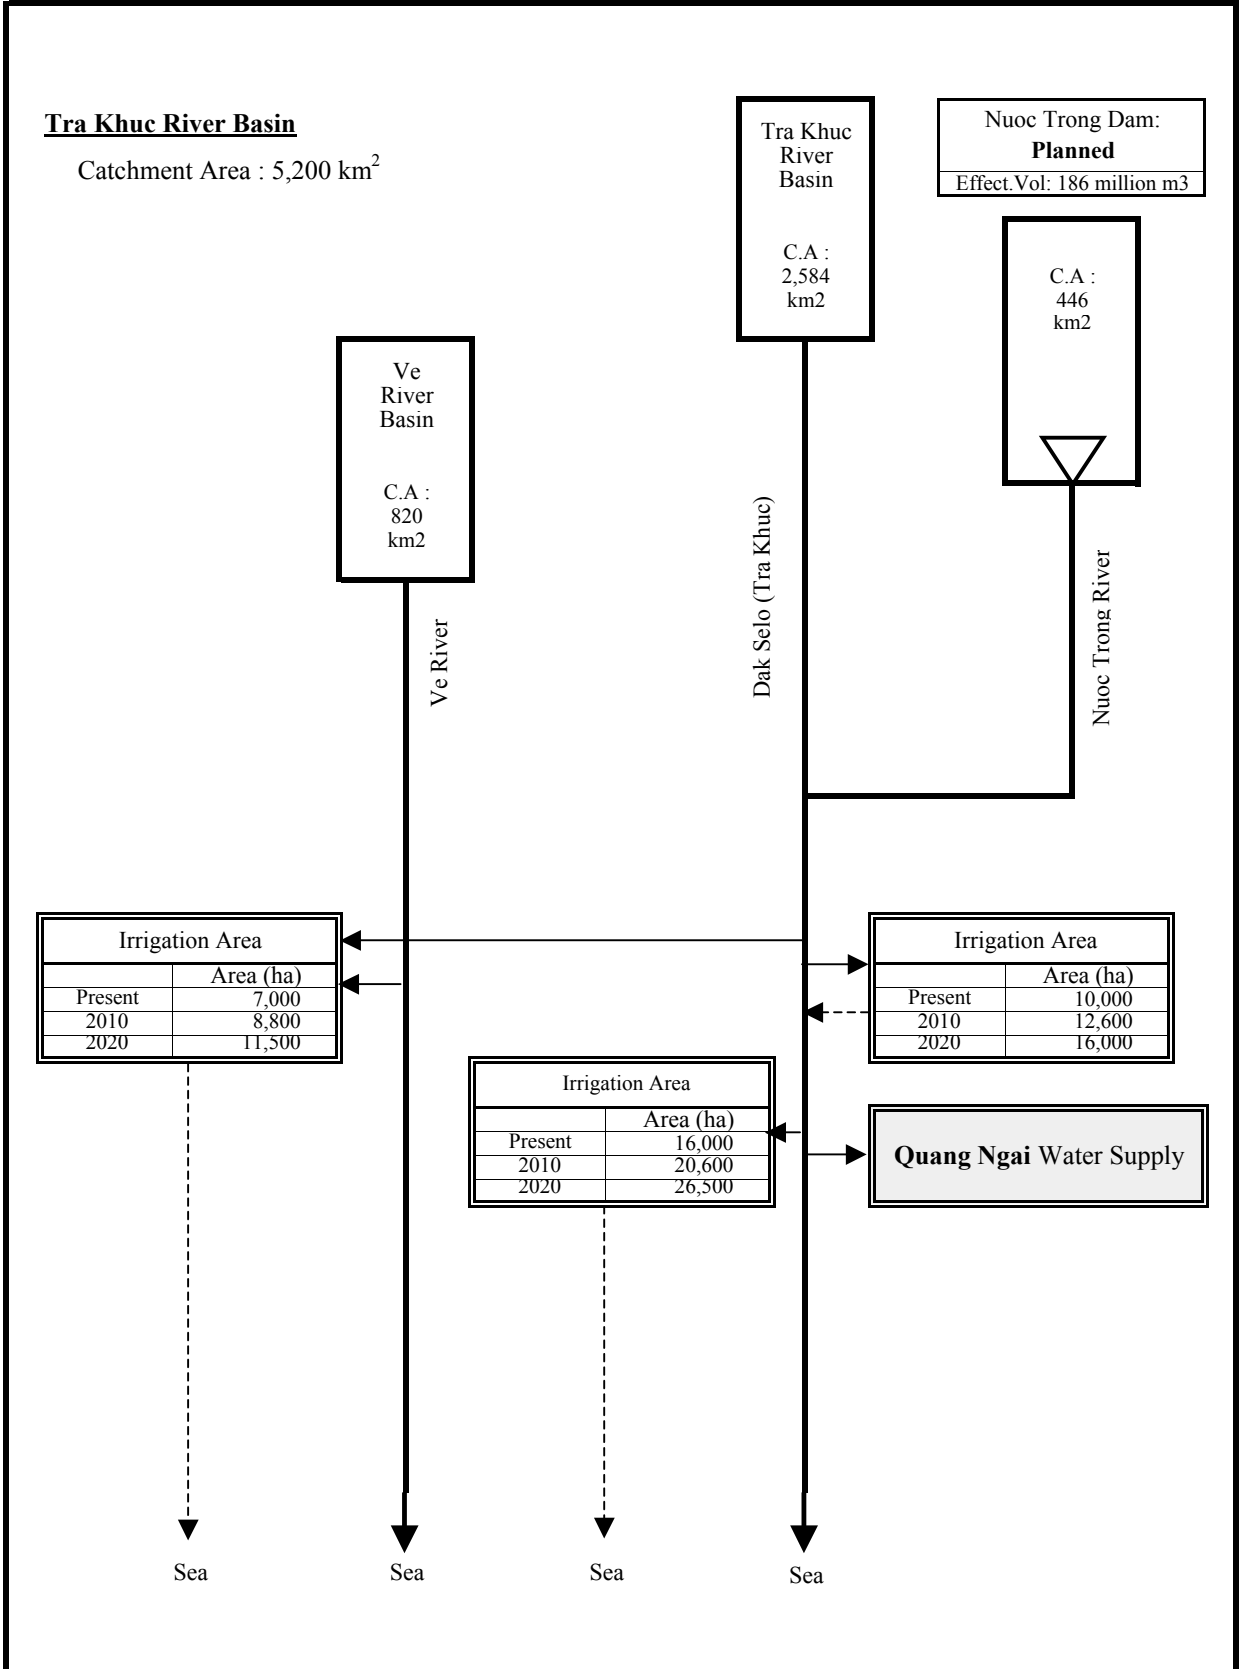 Tra Khuc River Basin
Catchment Area : 5,200 km2
Tra Khuc
River
Basin
C.A :
2,584
km2
Nuoc Trong Dam:
Planned
Effect.Vol: 186 million m3
C.A :
446
km2
Ve
River
Basin
C.A :
820
km2
Ve River
Dak Selo (Tra Khuc)
Nuoc Trong River
Irrigation Area
Area (ha)
Present 7,000
2010 8,800
2020 11,500
Irrigation Area
Area (ha)
Present 10,000
2010 12,600
2020 16,000
Irrigation Area
Area (ha)
Present 16,000
2010 20,600
2020 26,500
Quang Ngai Water Supply
Sea
Sea
Sea
Sea